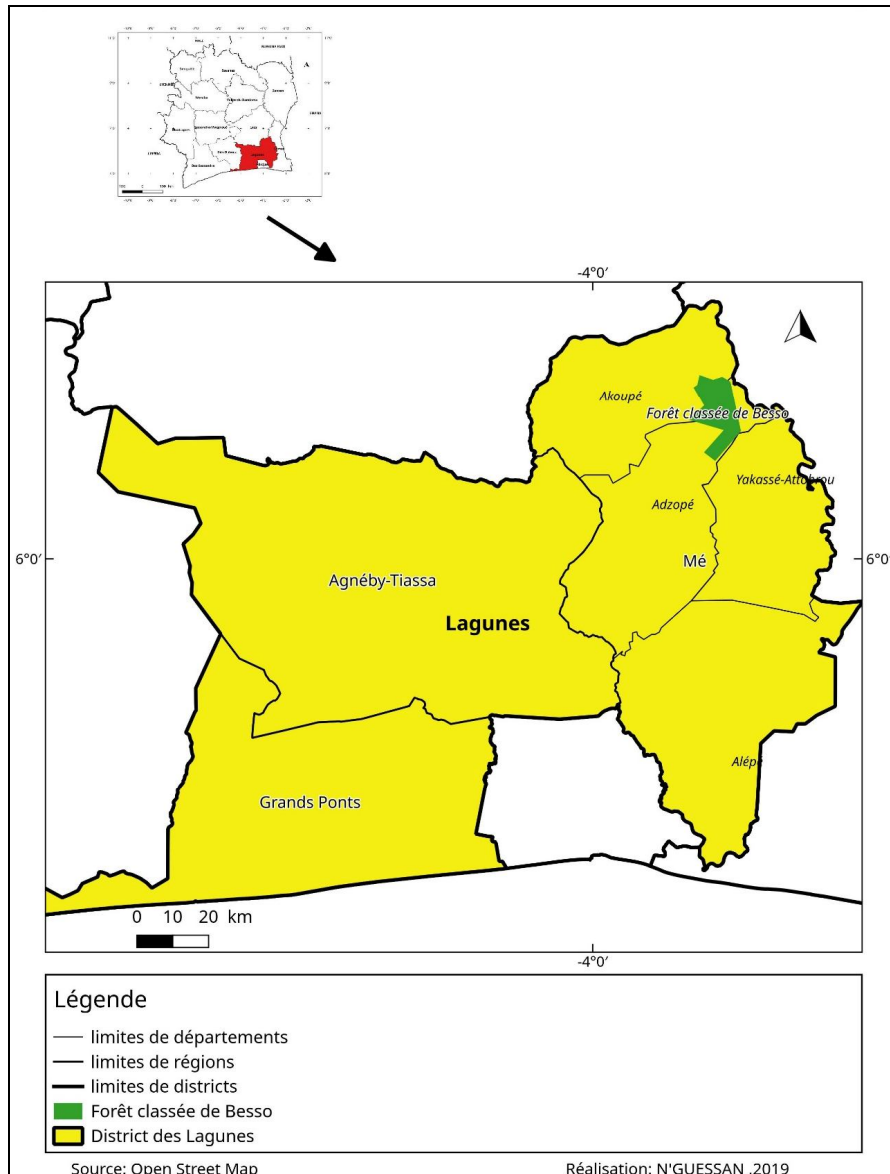 A
-4°0′
Akoupé
Forêt classée de Besso
Yakassé-Attobrou
Adzopé
6°0′
6°0′
Mé
Agnéby-Tiassa
Lagunes
Alépé
Grands Ponts
0 10 20 km
-4°0′
Légende
limites de départements
limites de régions
limites de districts
Forêt classée de Besso
District des Lagunes
Source: Open Street Map
Réalisation: N'GUESSAN ,2019